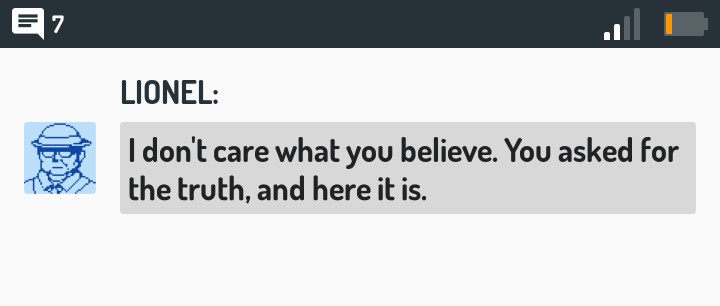 7
LIONEL:
I don't care what you believe. You asked for
the truth, and here it is.